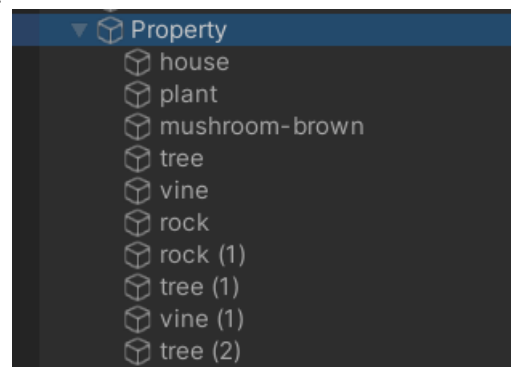 Property
house
plant
mushroom-brown
tree
vine
rock
rock (1)
tree (1)
vine (1)
tree (2)